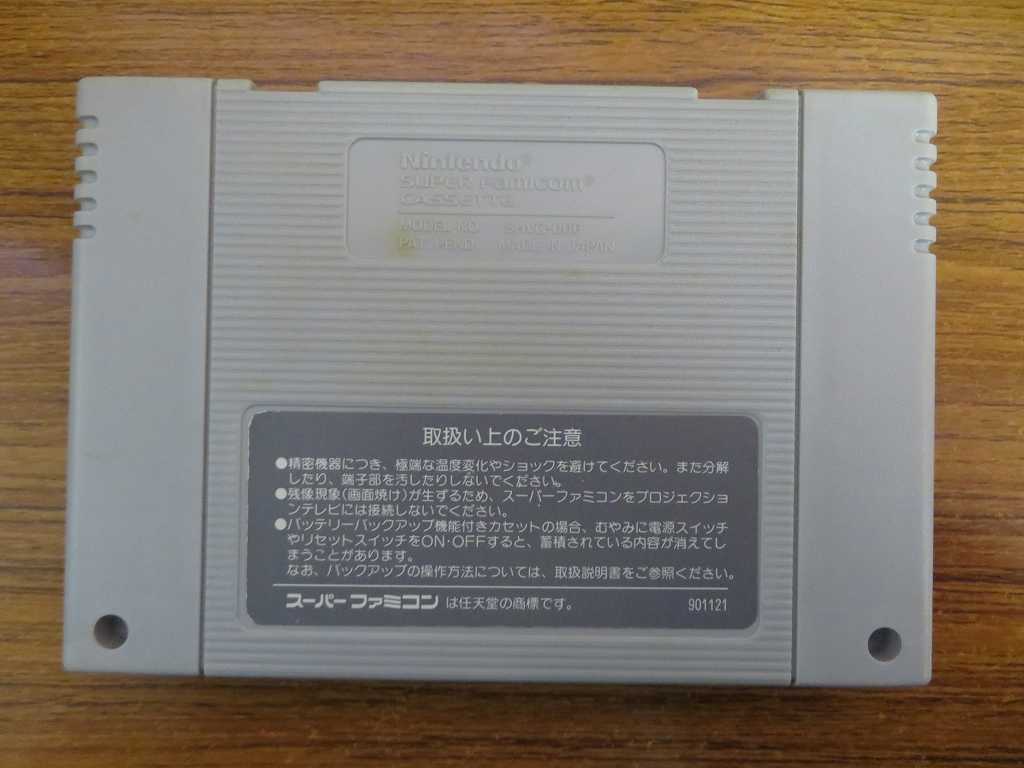 Nintendo®
SUPER Famicom®
CASSETTE
MODEL NO. SHVC-006
PAT. PEND. MADE IN JAPAN
取扱い上のご注意
●精密機器につき、極端な温度変化やショックを避けてください。また分解
したり、端子部を汚したりしないでください。
●残像現象(画面焼け)が生ずるため、スーパーファミコンをプロジェクショ
ンテレビには接続しないでください。
●バッテリーバックアップ機能付きカセットの場合、むやみに電源スイッチ
やリセットスイッチをON・OFFすると、蓄積されている内容が消えてし
まうことがあります。
なお、バックアップの操作方法については、取扱説明書をご参照ください。
スーパーファミコン は任天堂の商標です。 901121